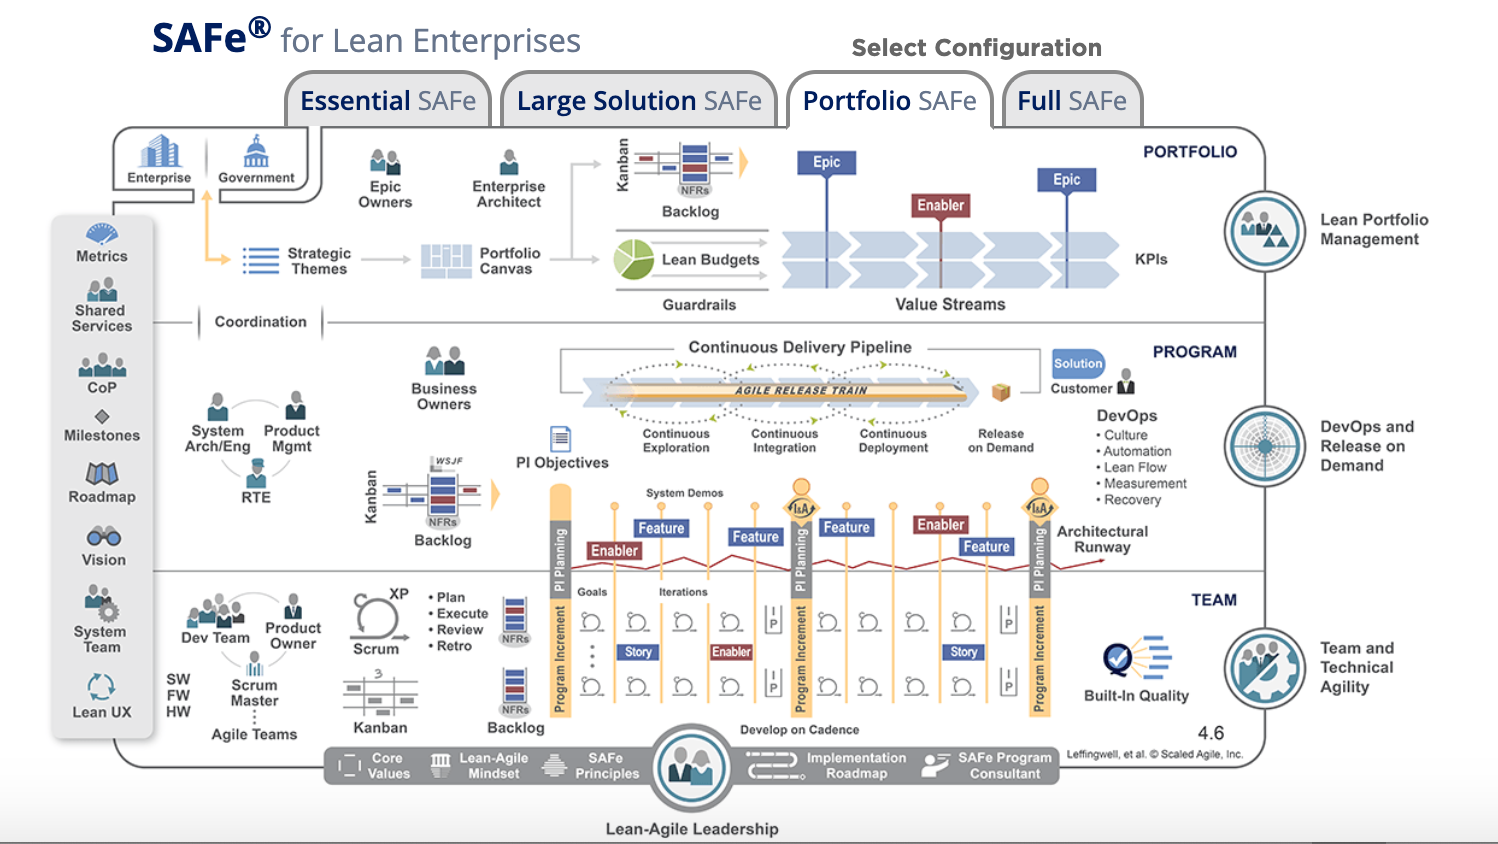 SAFe® for Lean Enterprises
Select Configuration
Essential SAFe
Large Solution SAFe
Portfolio SAFe
Full SAFe
Enterprise
Government
Metrics
Shared
Services
CoP
Milestones
Roadmap
Vision
System
Team
Lean UX
PORTFOLIO
Epic
Owners
Enterprise
Architect
Kanban
NFRs
Backlog
Epic
Enabler
Epic
Strategic
Themes
Portfolio
Canvas
Lean Budgets
Guardrails
Value Streams
KPIs
Lean Portfolio
Management
Coordination
PROGRAM
Business
Owners
Continuous Delivery Pipeline
AGILE RELEASE TRAIN
Continuous
Exploration
Continuous
Integration
Continuous
Deployment
Release
on Demand
Solution
Customer
DevOps
• Culture
• Automation
• Lean Flow
• Measurement
• Recovery
DevOps and
Release on
Demand
System
Arch/Eng
Product
Mgmt
RTE
Kanban
WSJF
NFRs
Backlog
PI Objectives
System Demos
Enabler
Feature
Feature
I&A
Feature
Enabler
Feature
I&A
Architectural
Runway
PI Planning
PI Planning
PI Planning
TEAM
Dev Team
Product
Owner
Scrum
Master
Agile Teams
SW
FW
HW
XP
Scrum
• Plan
• Execute
• Review
• Retro
3
Kanban
NFRs
NFRs
Backlog
Program Increment
Goals
Iterations
Story
Enabler
I
P
I
P
Program Increment
Story
I
P
I
P
Program Increment
Develop on Cadence
Built-In Quality
Team and
Technical
Agility
4.6
Leffingwell, et al. © Scaled Agile, Inc.
Core
Values
Lean-Agile
Mindset
SAFe
Principles
Implementation
Roadmap
SAFe Program
Consultant
Lean-Agile Leadership